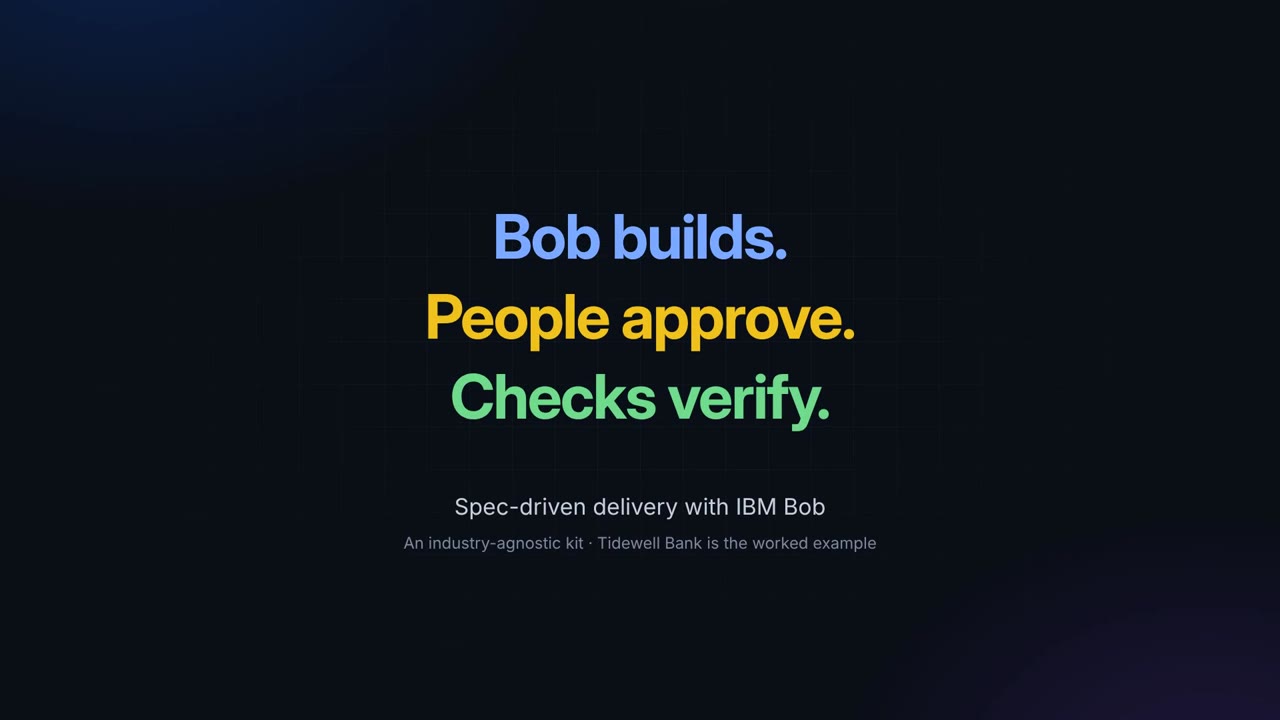 Bob builds.
People approve.
Checks verify.
Spec-driven delivery with IBM Bob
An industry-agnostic kit · Tidewell Bank is the worked example